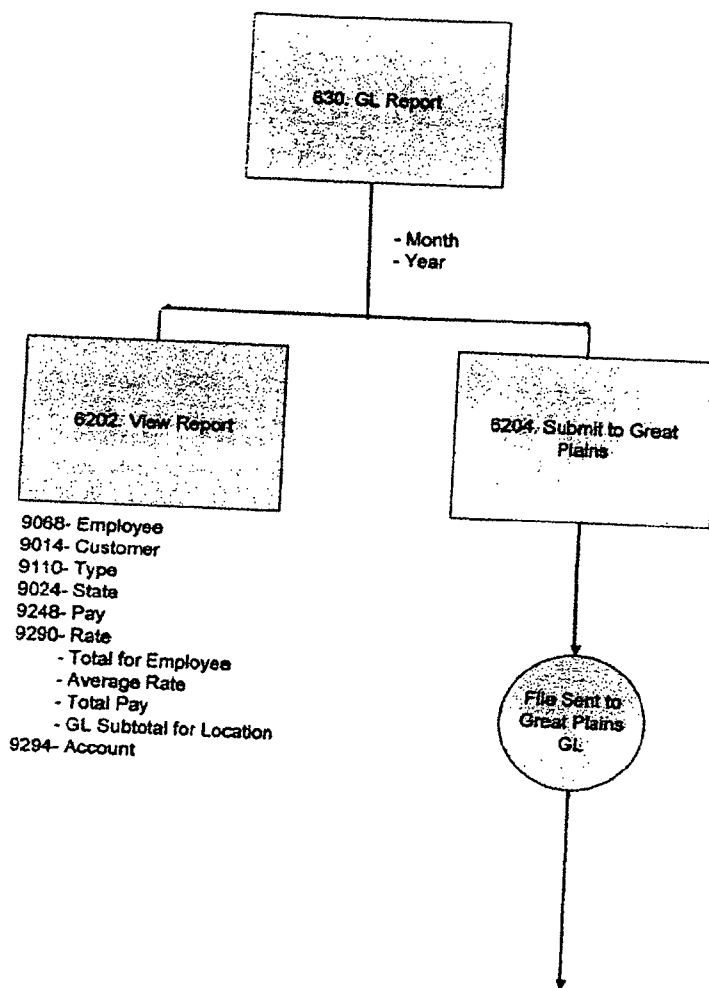 630. GL Report
- Month
- Year
6202. View Report
6204. Submit to Great
Plains
9068- Employee
9014- Customer
9110- Type
9024- State
9248- Pay
9290- Rate
- Total for Employee
- Average Rate
- Total Pay
- GL Subtotal for Location
9294- Account
File Sent to
Great Plains
GL